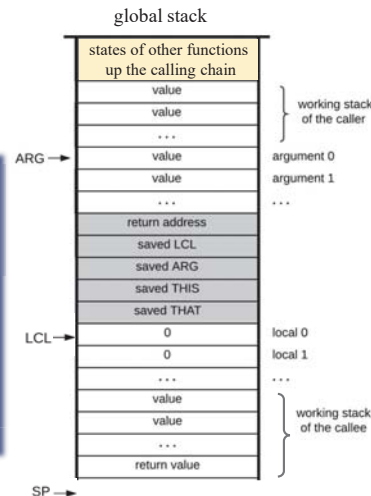 global stack
states of other functions
up the calling chain
value
value
...
working stack
of the caller
ARG
value
argument 0
value
argument 1
...
...
return address
saved LCL
saved ARG
saved THIS
saved THAT
LCL
0
local 0
0
local 1
...
...
value
value
...
working stack
of the callee
return value
SP